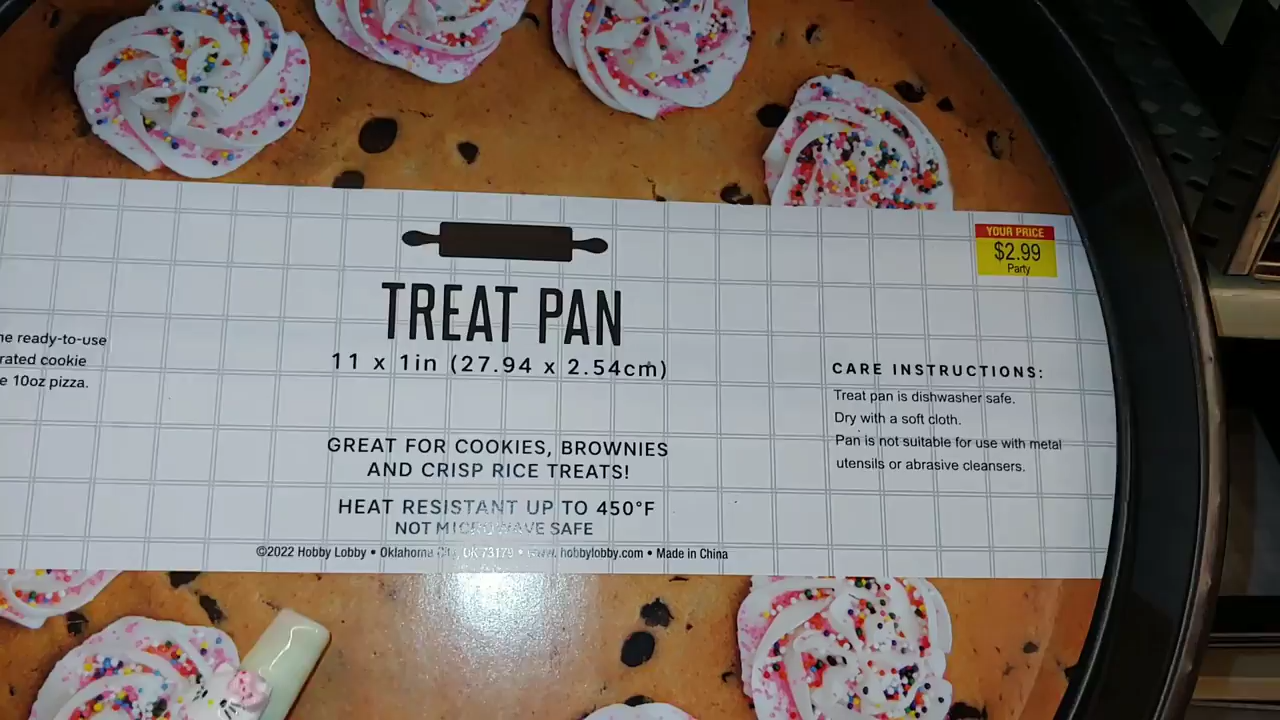 YOUR PRICE
$2.99
Party
TREAT PAN
11 x 1in (27.94 x 2.54cm)
ready-to-use
cookie
10oz pizza.
GREAT FOR COOKIES, BROWNIES
AND CRISP RICE TREATS!
HEAT RESISTANT UP TO 450°F
NOT MICROWAVE SAFE
©2022 Hobby Lobby • Oklahoma City, OK 73179 • www.hobbylobby.com • Made in China
CARE INSTRUCTIONS:
Treat pan is dishwasher safe.
Dry with a soft cloth.
Pan is not suitable for use with metal
utensils or abrasive cleansers.